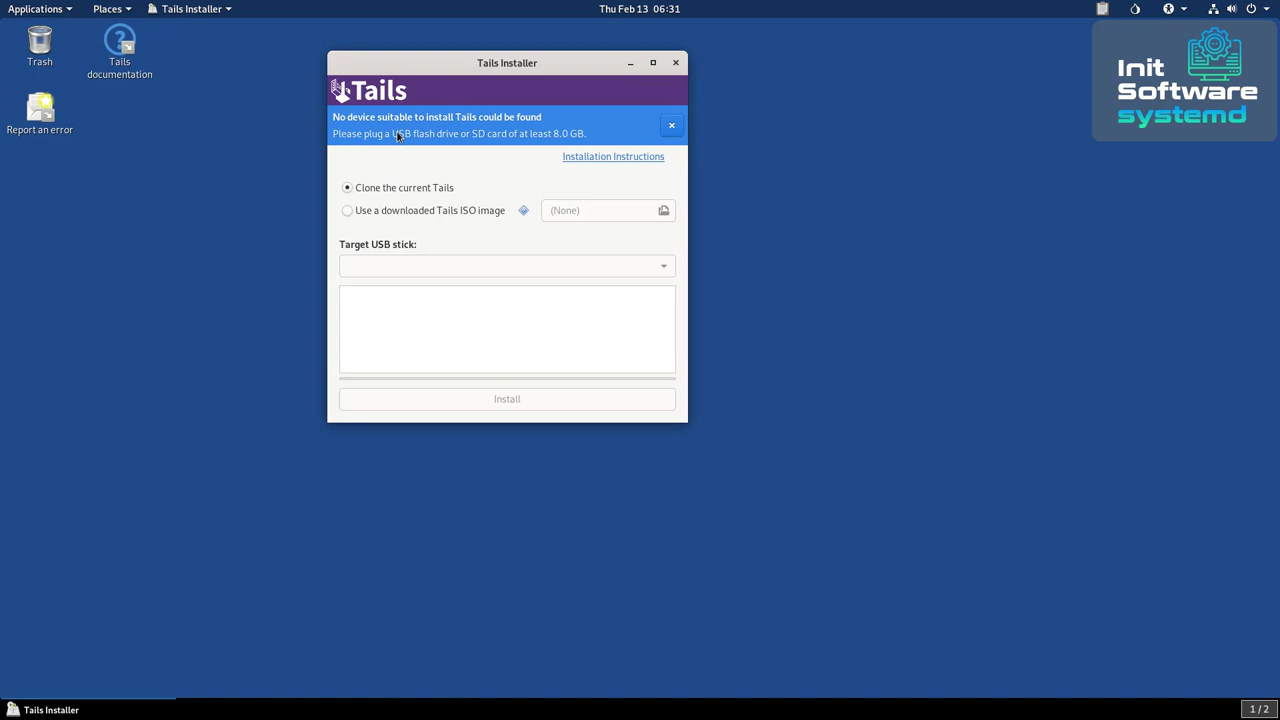 Applications Places Tails Installer Thu Feb 13 06:31
Trash
Tails
documentation
Report an error
Init
Software
systemd
Tails Installer
Tails
No device suitable to install Tails could be found
Please plug a USB flash drive or SD card of at least 8.0 GB.
Installation Instructions
Clone the current Tails
Use a downloaded Tails ISO image (None)
Target USB stick:
Install
Tails Installer 1 / 2